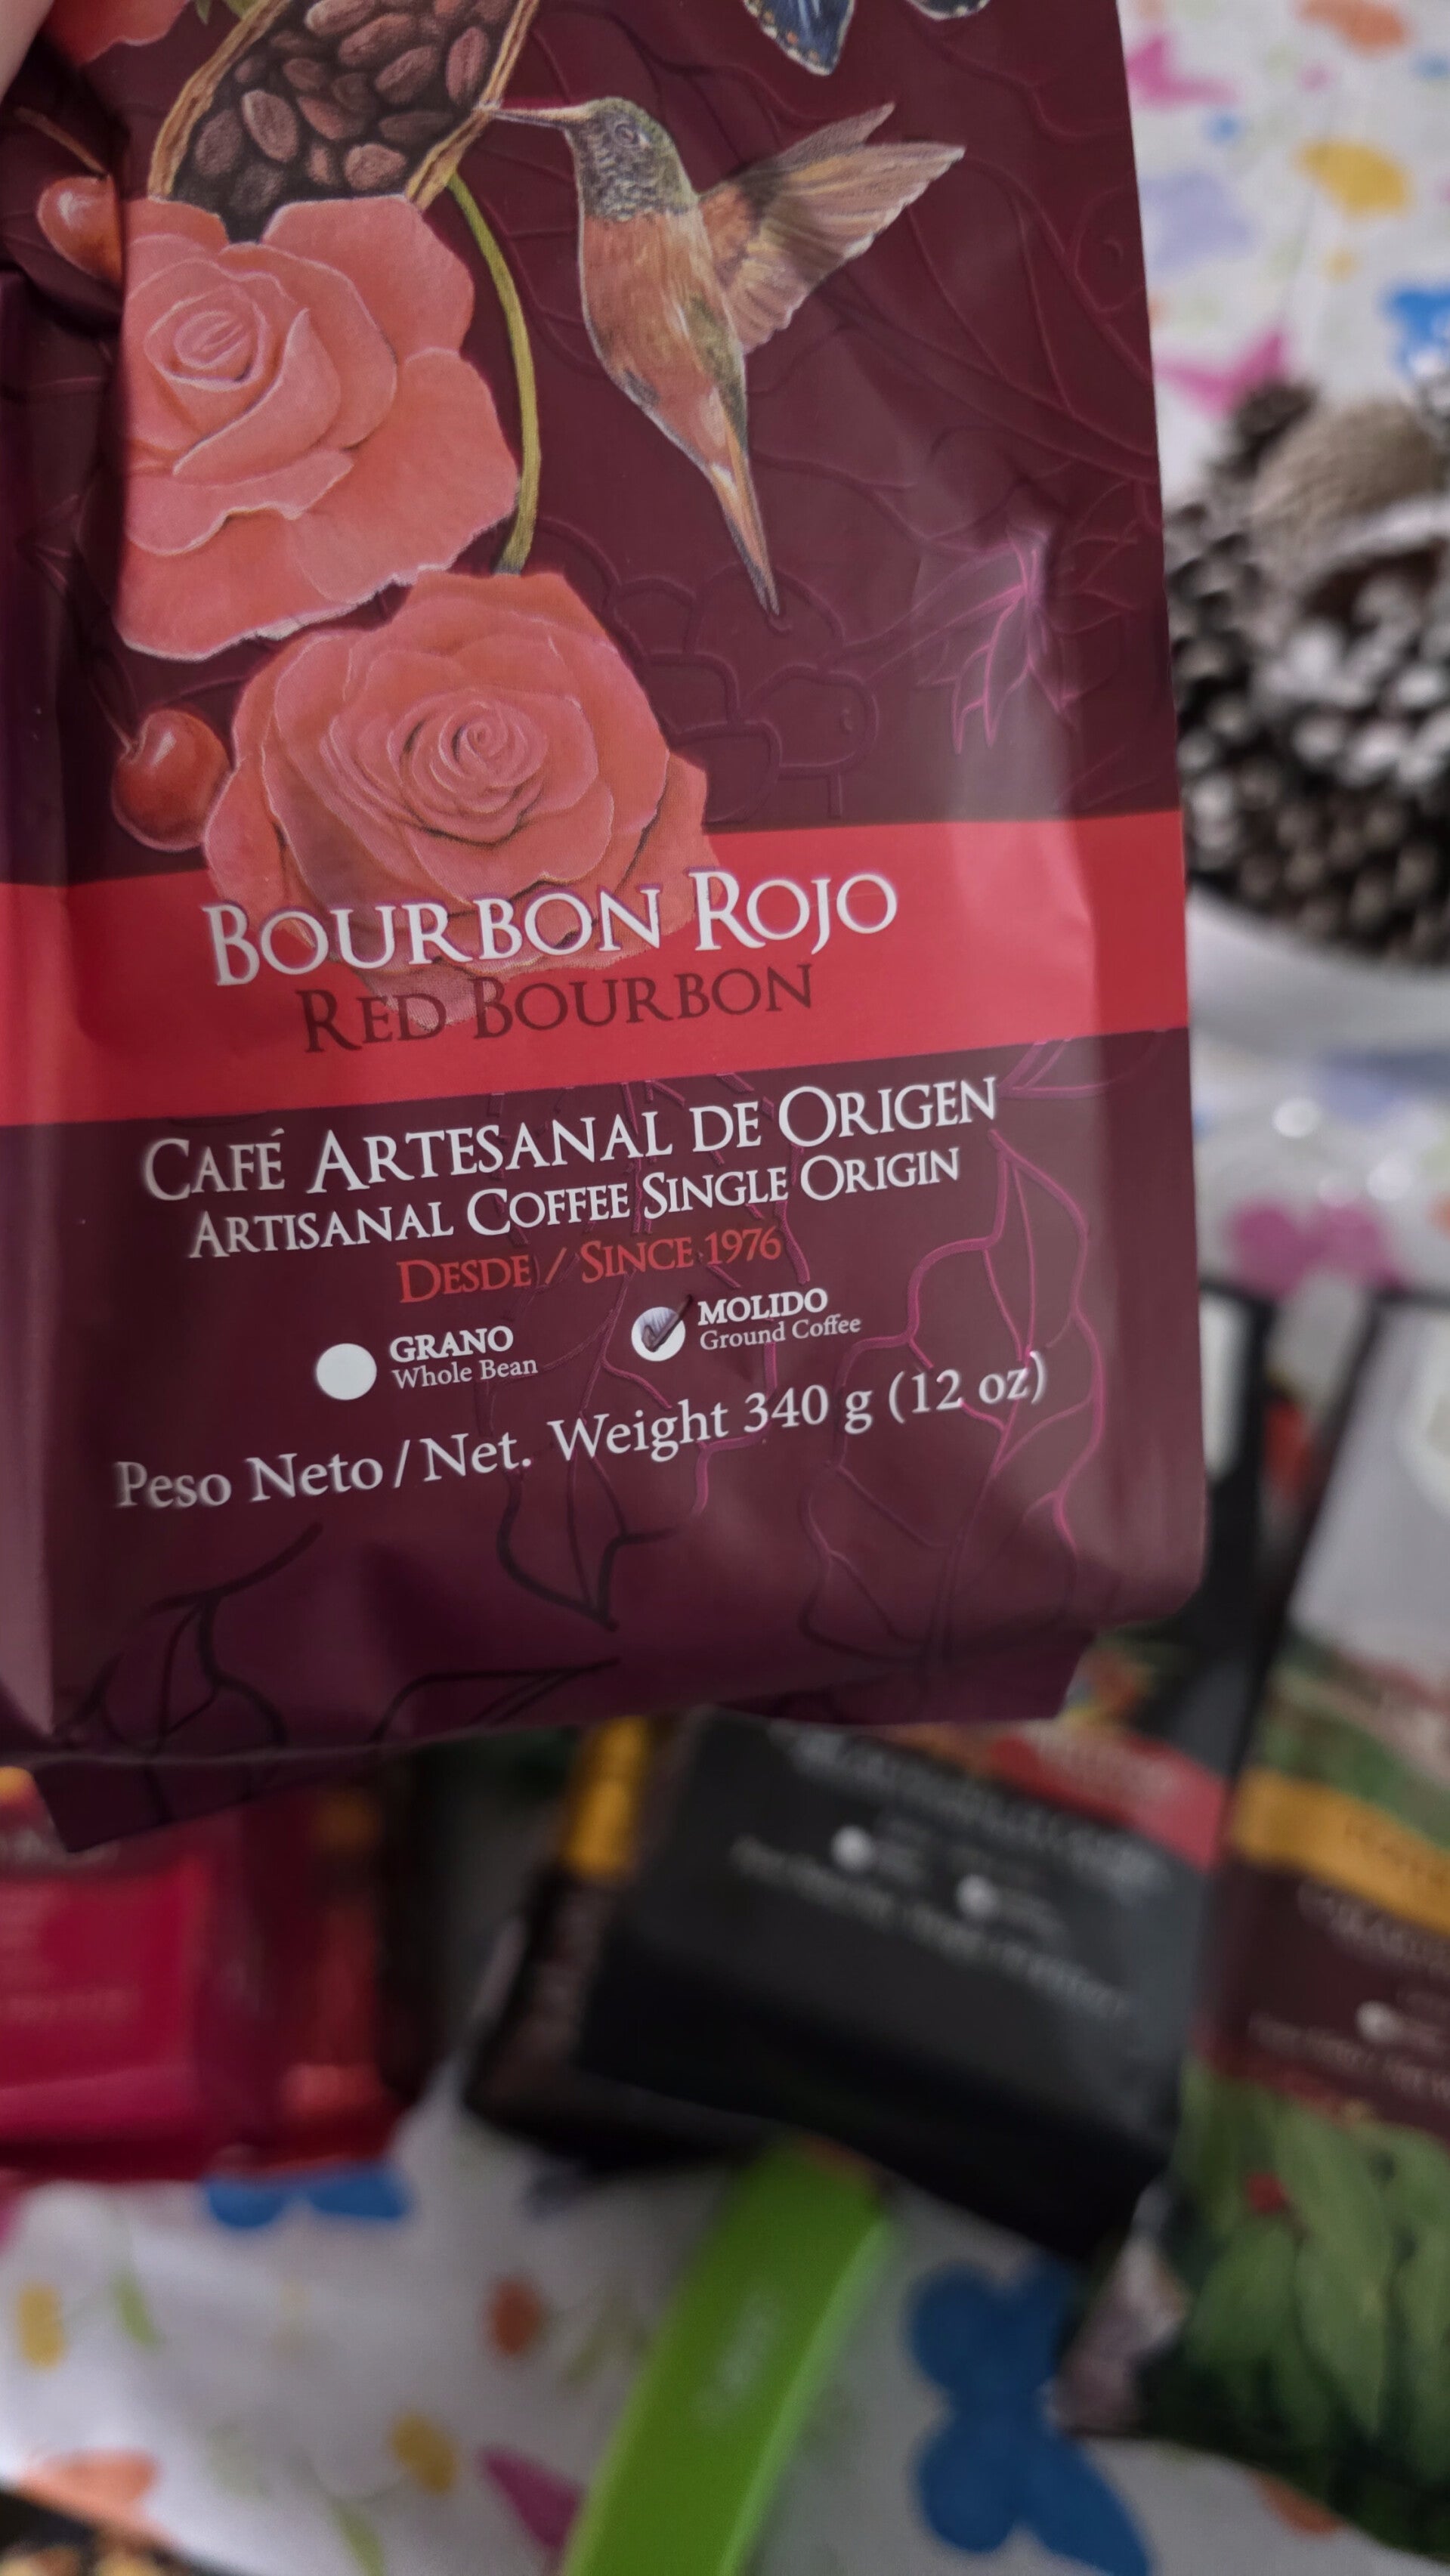 BOURBON ROJO
RED BOURBON
CAFÉ ARTESANAL DE ORIGEN
ARTISANAL COFFEE SINGLE ORIGIN
DESDE / SINCE 1976
GRANO
Whole Bean
MOLIDO
Ground Coffee
Peso Neto/Net. Weight 340 g (12 oz)